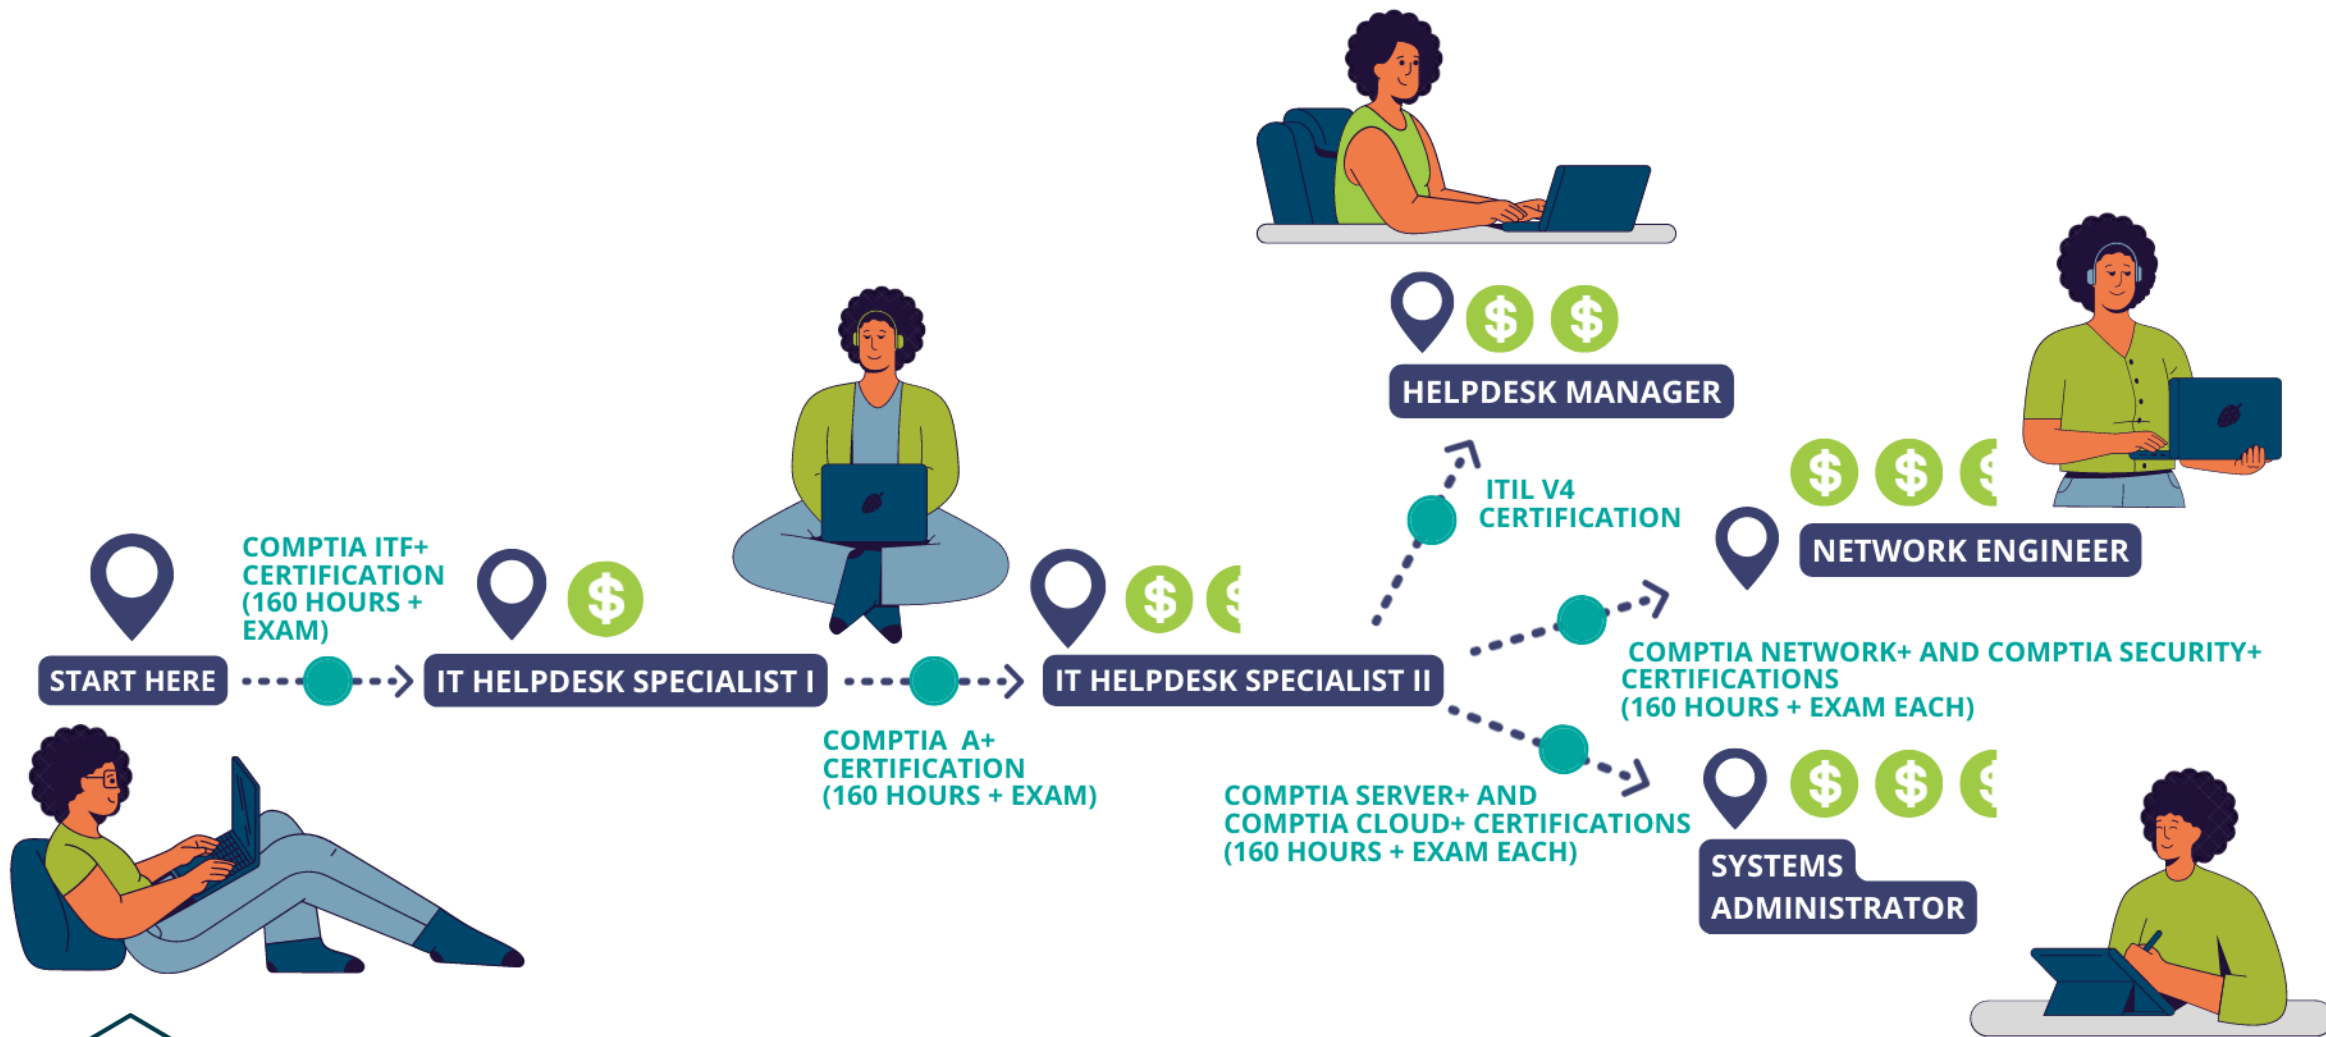 HELPDESK MANAGER
ITIL V4
CERTIFICATION
NETWORK ENGINEER
COMPTIA ITF+
CERTIFICATION
(160 HOURS +
EXAM)
START HERE
IT HELPDESK SPECIALIST I
IT HELPDESK SPECIALIST II
COMPTIA NETWORK+ AND COMPTIA SECURITY+
CERTIFICATIONS
(160 HOURS + EXAM EACH)
COMPTIA  A+
CERTIFICATION
(160 HOURS + EXAM)
COMPTIA SERVER+ AND
COMPTIA CLOUD+ CERTIFICATIONS
(160 HOURS + EXAM EACH)
SYSTEMS
ADMINISTRATOR